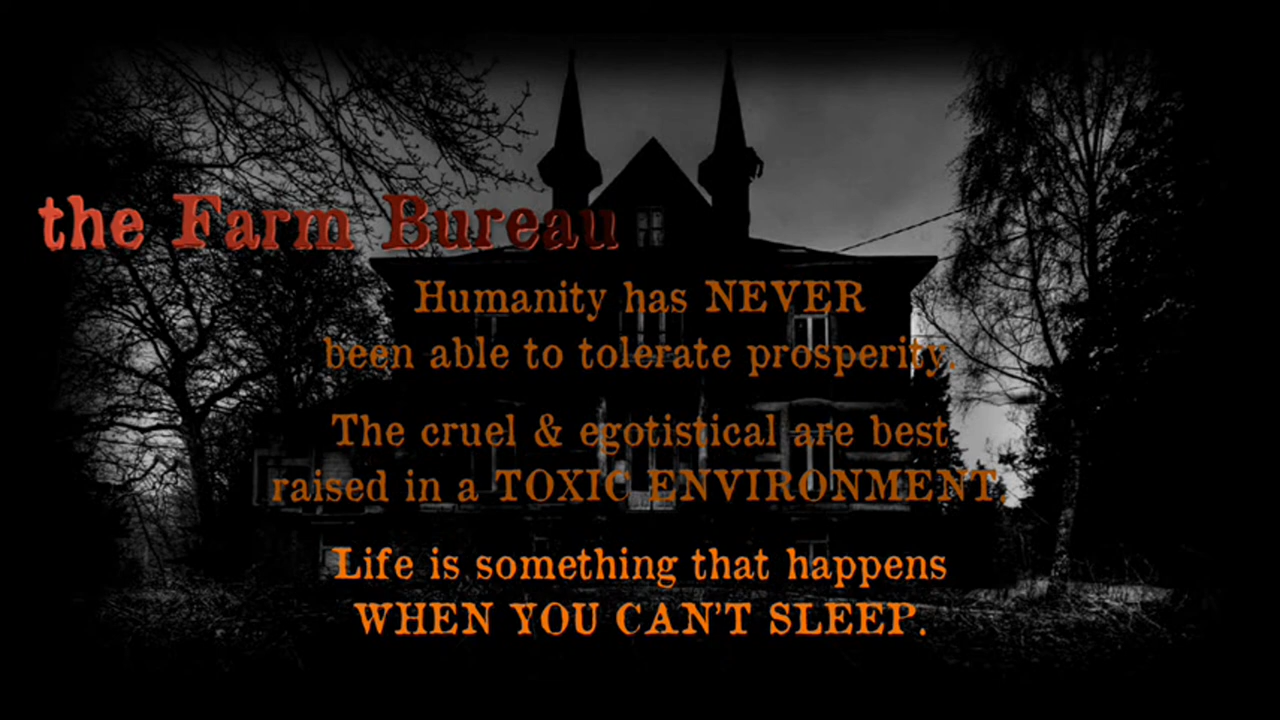 the Farm Bureau
Humanity has NEVER
been able to tolerate prosperity.
The cruel & egotistical are best
raised in a TOXIC ENVIRONMENT.
Life is something that happens
WHEN YOU CAN'T SLEEP.